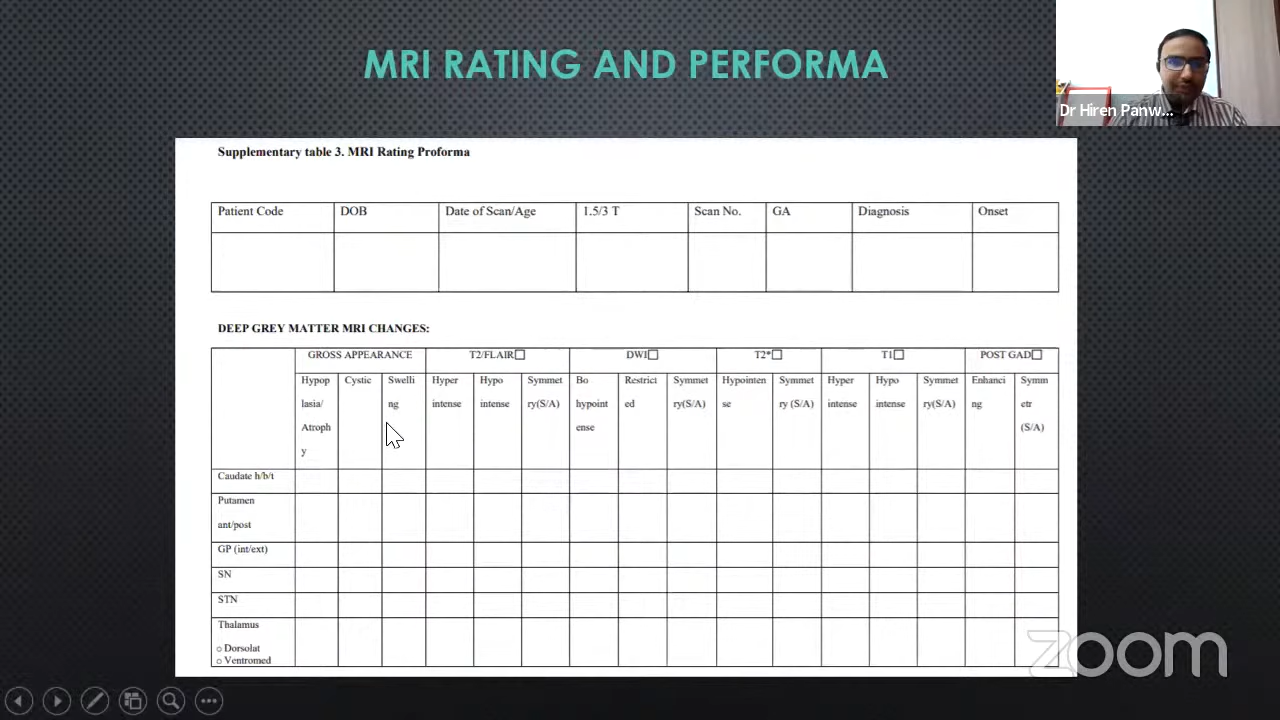 MRI RATING AND PERFORMA
Dr Hiren Panw...
Supplementary table 3. MRI Rating Proforma
Patient Code DOB Date of Scan/Age 1.5/3 T Scan No. GA Diagnosis Onset
DEEP GREY MATTER MRI CHANGES:
GROSS APPEARANCE T2/FLAIR☐ DWI☐ T2*☐ T1☐ POST GAD☐
Hypop Cystic Swelli Hyper Hypo Symmet Bo Restrict Symmet Hypointen Symmet Hyper Hypo Symmet Enhanci Symm
lasia/ ng intense intense ry(S/A) hypoint ed ry(S/A) se ry (S/A) intense intense ry(S/A) ng etr
Atroph ense (S/A)
y
Caudate h/b/t
Putamen
ant/post
GP (int/ext)
SN
STN
Thalamus
o Dorsolat
o Ventromed
zoom